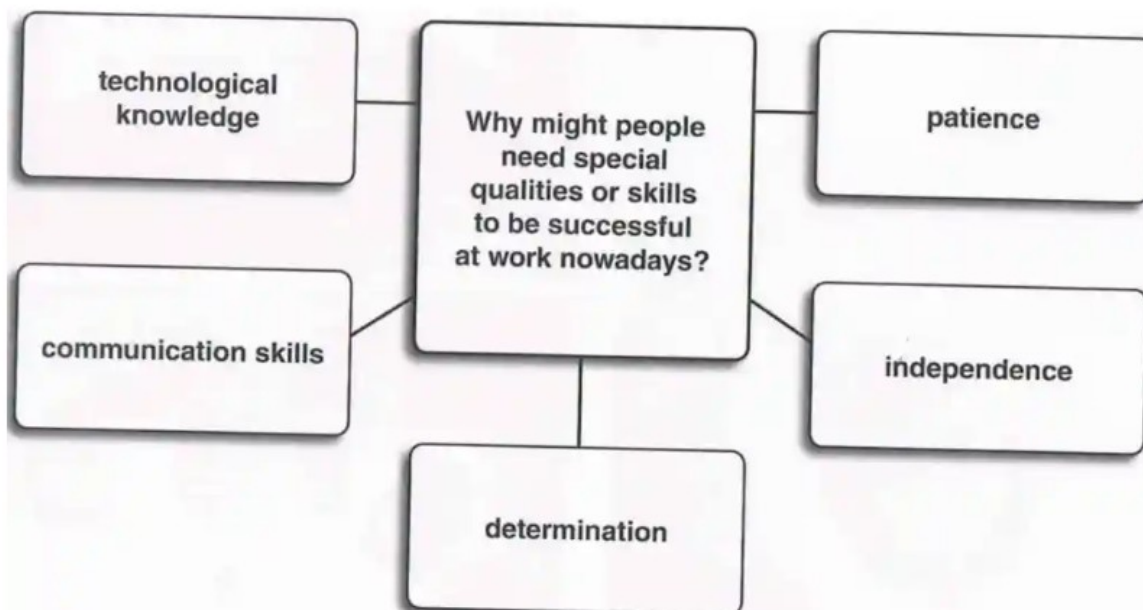 technological
knowledge
Why might people
need special
qualities or skills
to be successful
at work nowadays?
patience
communication skills
independence
determination